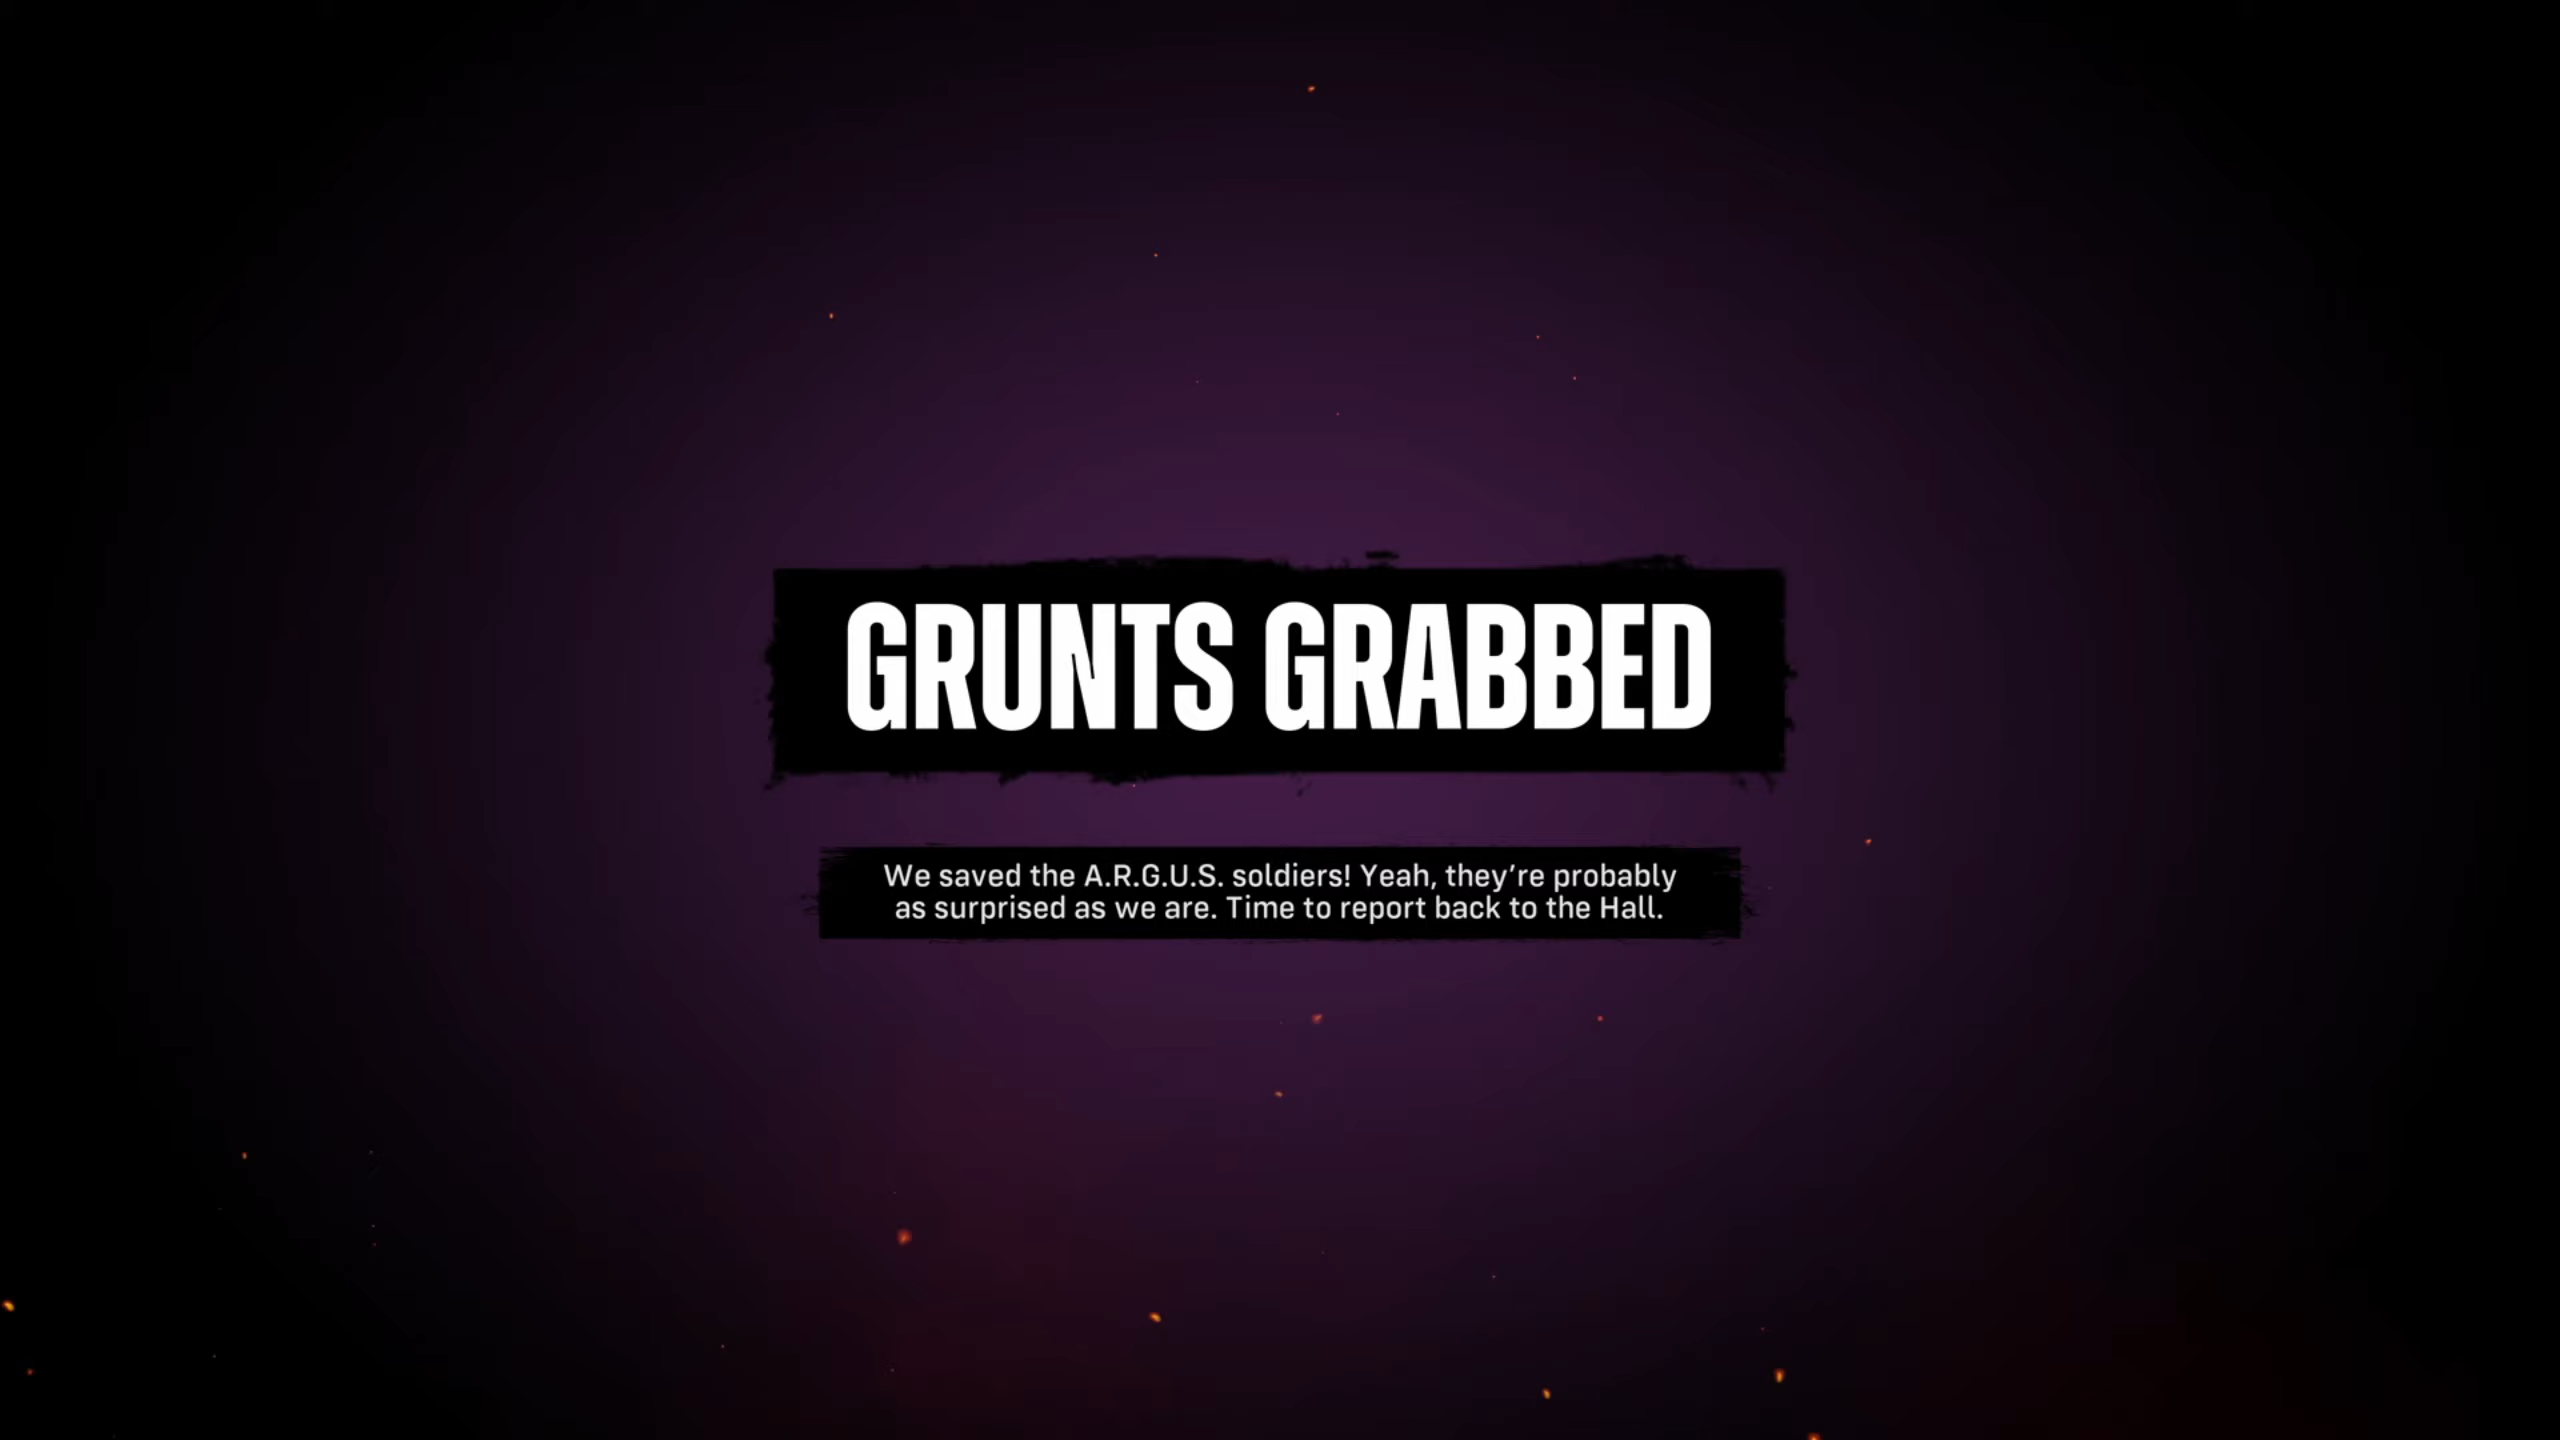 GRUNTS GRABBED
We saved the A.R.G.U.S. soldiers! Yeah, they’re probably
as surprised as we are. Time to report back to the Hall.